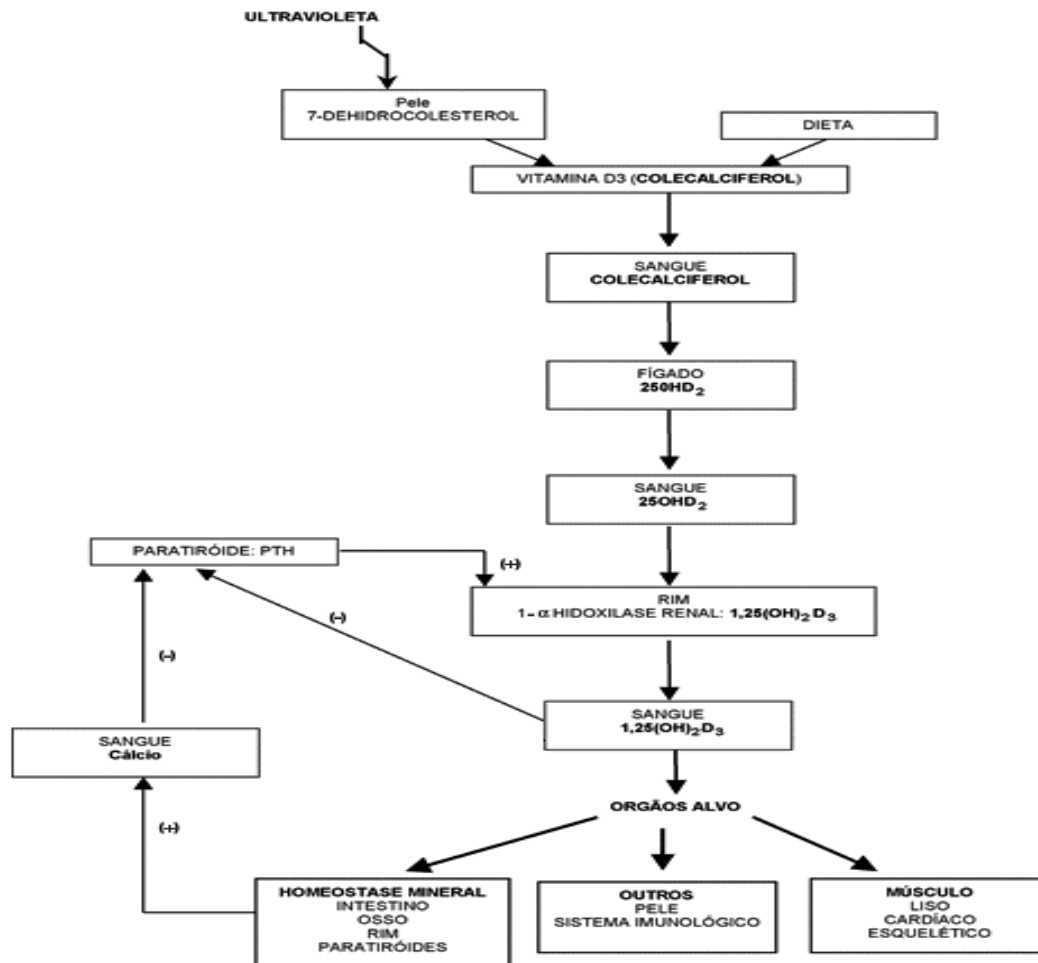 ULTRAVIOLETA
Pele
7-DEHIDROCOLESTEROL
DIETA
VITAMINA D3 (COLECALCIFEROL)
SANGUE
COLECALCIFEROL
FÍGADO
250HD₂
SANGUE
25OHD₂
PARATIRÓIDE: PTH
(+)
RIM
1-α HIDOXILASE RENAL: 1,25(OH)₂D₃
(-)
(-)
SANGUE
1,25(OH)₂D₃
SANGUE
Cálcio
(+)
ORGÃOS ALVO
HOMEOSTASE MINERAL
INTESTINO
OSSO
RIM
PARATIRÓIDES
OUTROS
PELE
SISTEMA IMUNOLÓGICO
MÚSCULO
LISO
CARDÍACO
ESQUELÉTICO